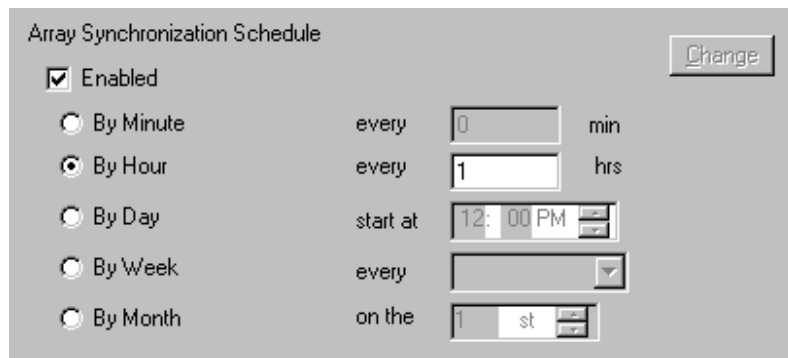 Array Synchronization Schedule
Change
Enabled
By Minute every 0 min
By Hour every 1 hrs
By Day start at 12: 00 PM
By Week every
By Month on the 1 st